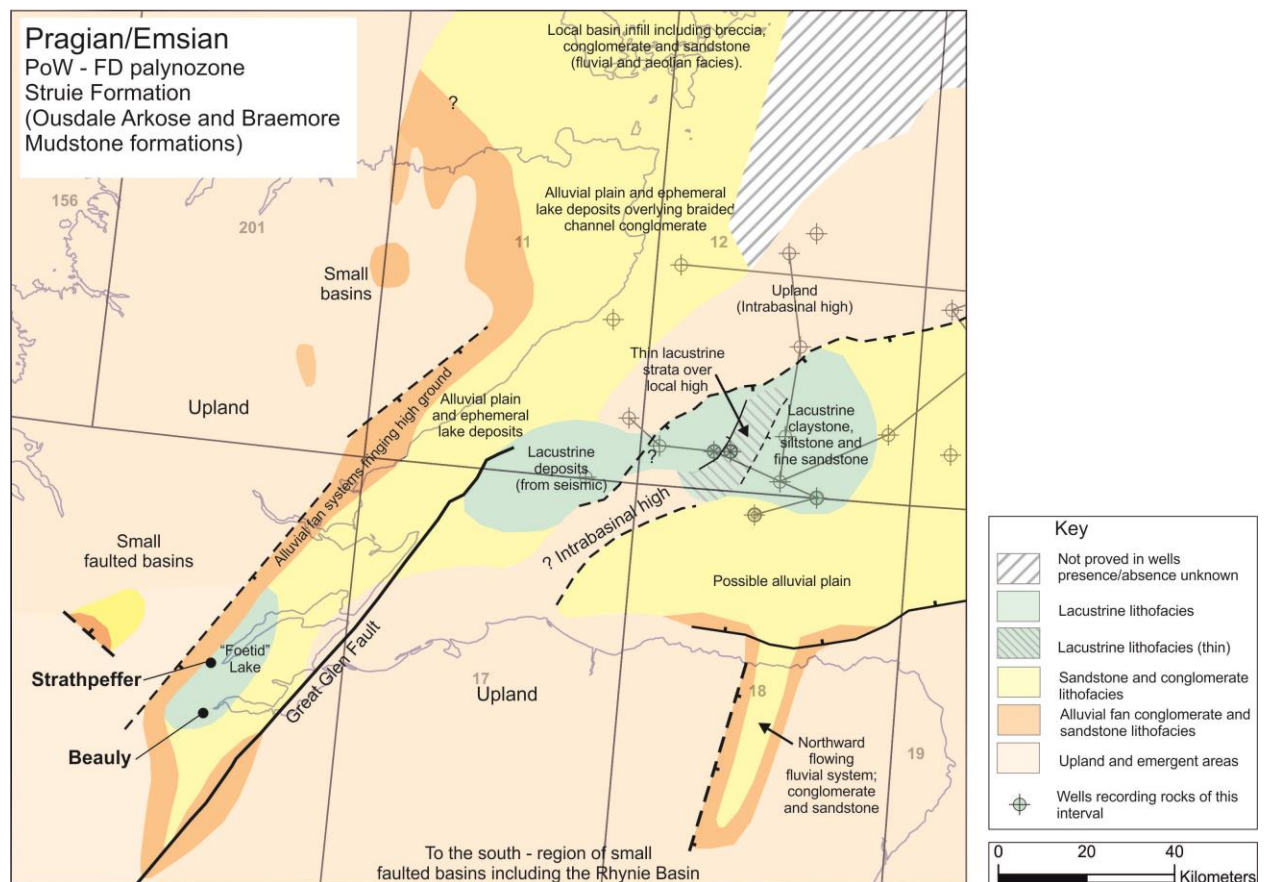 Pragian/Emsian
PoW - FD palynozone
Struie Formation
(Ousdale Arkose and Braemore
Mudstone formations)
Local basin infill including breccia,
conglomerate and sandstone
(fluvial and aeolian facies).
?
156
201
11
12
Alluvial plain and ephemeral
lake deposits overlying braided
channel conglomerate
Small
basins
Upland
(Intrabasinal high)
Thin lacustrine
strata over
local high
Upland
Alluvial plain
and ephemeral
lake deposits
Alluvial fan systems fringing high ground
Lacustrine
deposits
(from seismic)
?
Lacustrine
claystone,
siltstone and
fine sandstone
? Intrabasinal high
Small
faulted basins
Possible alluvial plain
"Foetid"
Lake
Strathpeffer
Beauly
Great Glen Fault
17
Upland
18
19
Northward
flowing
fluvial system;
conglomerate
and sandstone
To the south - region of small
faulted basins including the Rhynie Basin
Key
Not proved in wells
presence/absence unknown
Lacustrine lithofacies
Lacustrine lithofacies (thin)
Sandstone and conglomerate
lithofacies
Alluvial fan conglomerate and
sandstone lithofacies
Upland and emergent areas
Wells recording rocks of this
interval
0 20 40
Kilometers